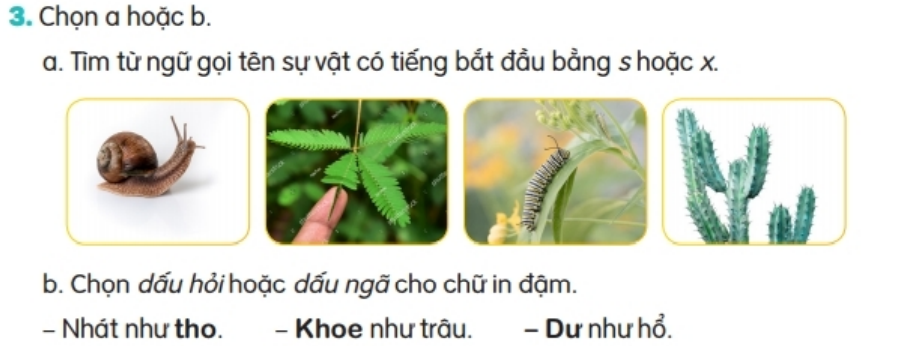 3. Chọn a hoặc b.
a. Tìm từ ngữ gọi tên sự vật có tiếng bắt đầu bằng s hoặc x.
b. Chọn dấu hỏi hoặc dấu ngã cho chữ in đậm.
– Nhát như tho. – Khoe như trâu. – Dư như hổ.